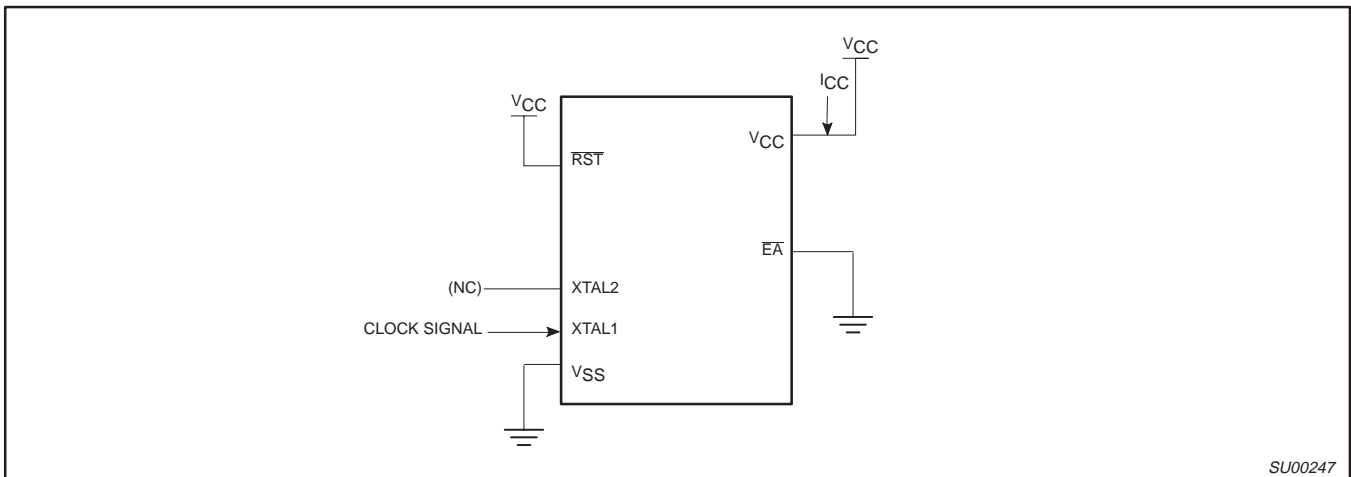 VCC
ICC
VCC
VCC
RST
EA
(NC)
XTAL2
CLOCK SIGNAL
XTAL1
VSS
SU00247